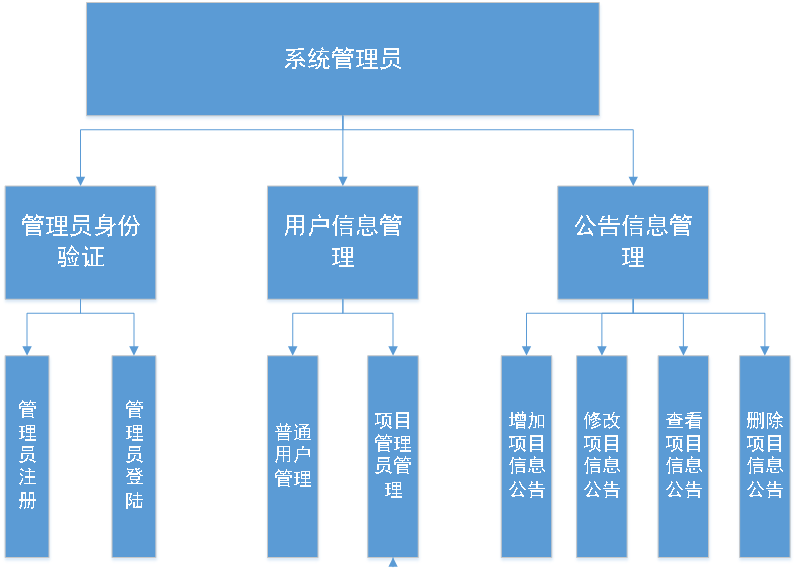 系统管理员
管理员身份
验证
用户信息管
理
公告信息管
理
管
理
员
注
册
管
理
员
登
陆
普通
用户
管理
项目
管理
员管
理
增加
项目
信息
公告
修改
项目
信息
公告
查看
项目
信息
公告
删除
项目
信息
公告